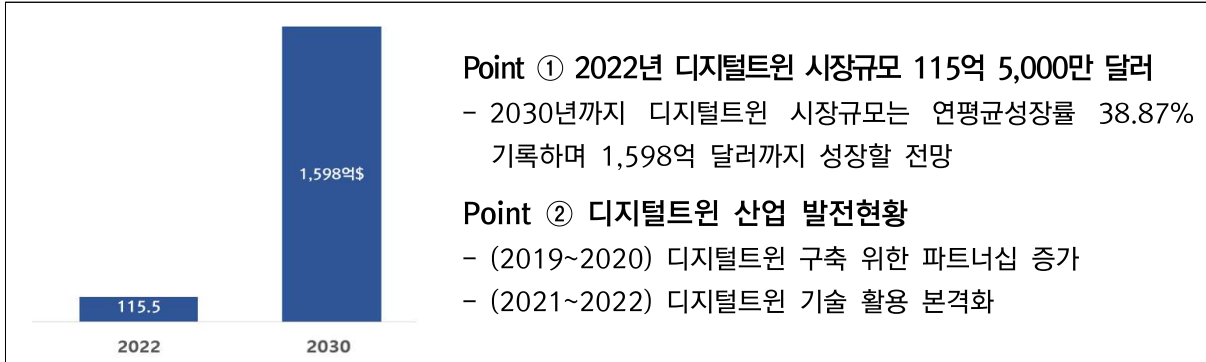 1,598억$
115.5
2022
2030
Point ① 2022년 디지털트윈 시장규모 115억 5,000만 달러
- 2030년까지 디지털트윈 시장규모는 연평균성장률 38.87%
기록하며 1,598억 달러까지 성장할 전망
Point ② 디지털트윈 산업 발전현황
- (2019~2020) 디지털트윈 구축 위한 파트너십 증가
- (2021~2022) 디지털트윈 기술 활용 본격화